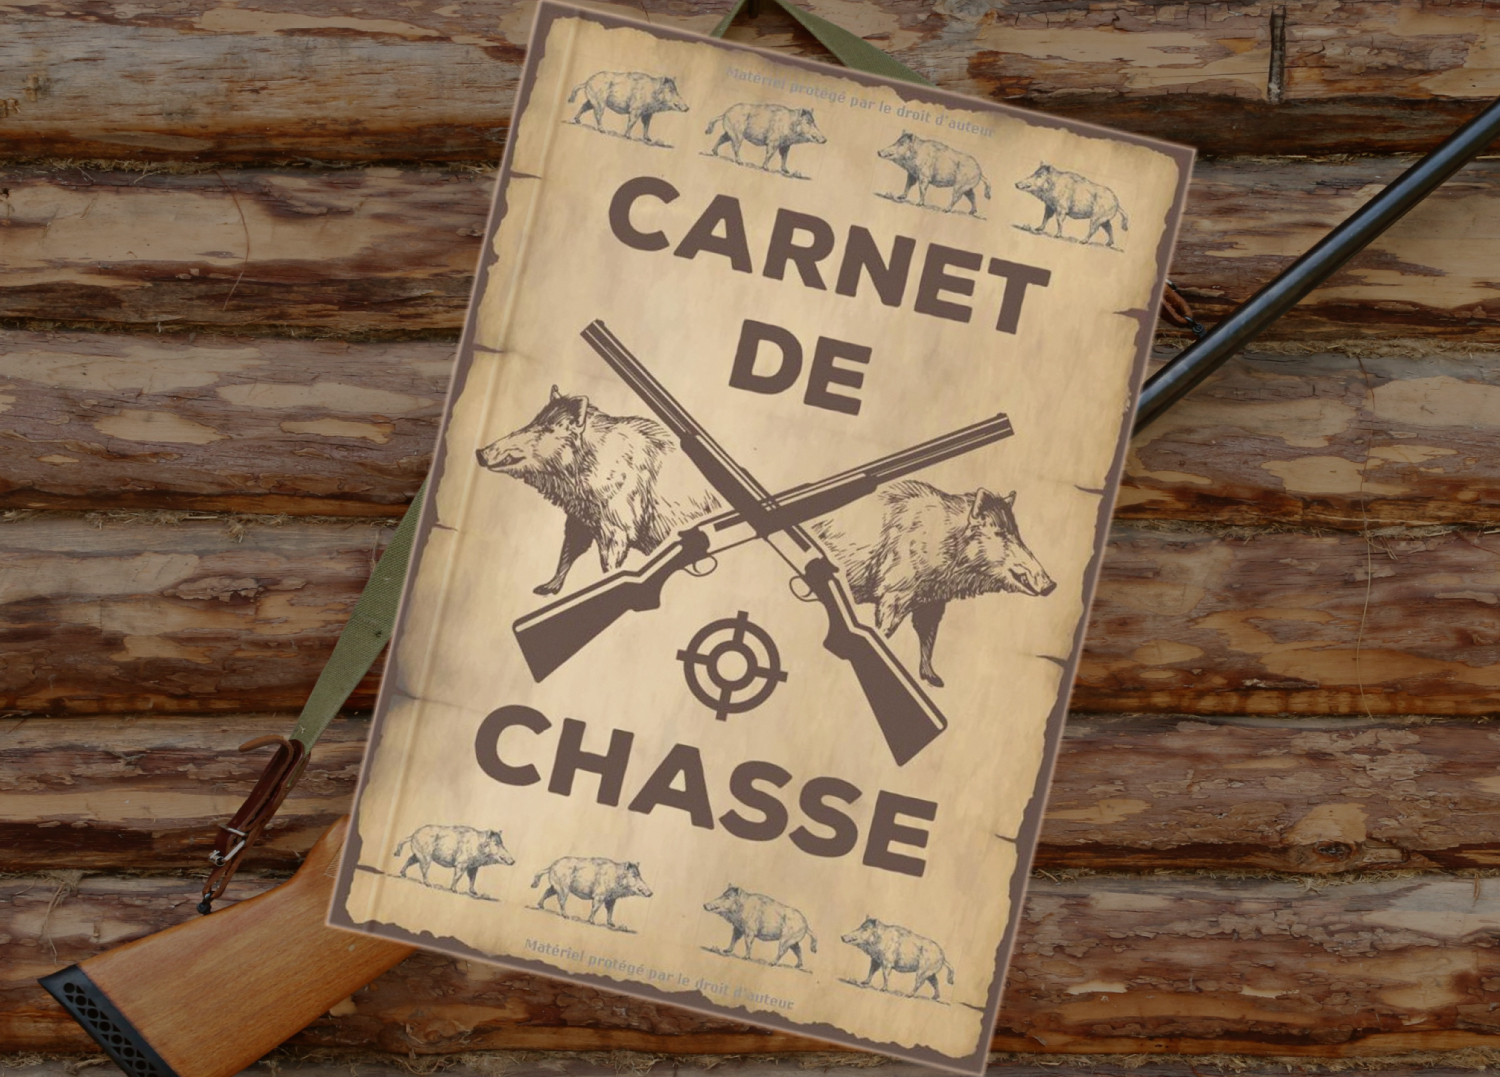 Matériel protégé par le droit d'auteur
CARNET
DE
CHASSE
Matériel protégé par le droit d'auteur